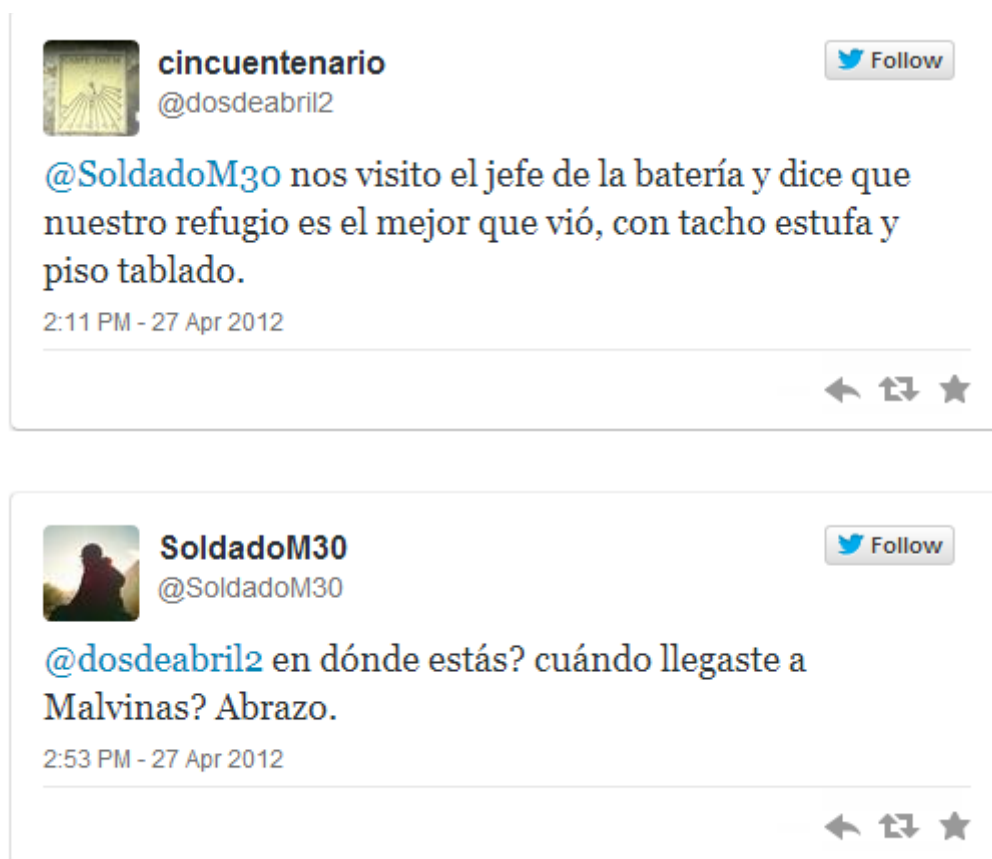 cincuentenario
Follow
@dosdeabril2
@SoldadoM30 nos visito el jefe de la batería y dice que
nuestro refugio es el mejor que vió, con tacho estufa y
piso tablado.
2:11 PM - 27 Apr 2012
SoldadoM30
Follow
@SoldadoM30
@dosdeabril2 en dónde estás? cuándo llegaste a
Malvinas? Abrazo.
2:53 PM - 27 Apr 2012